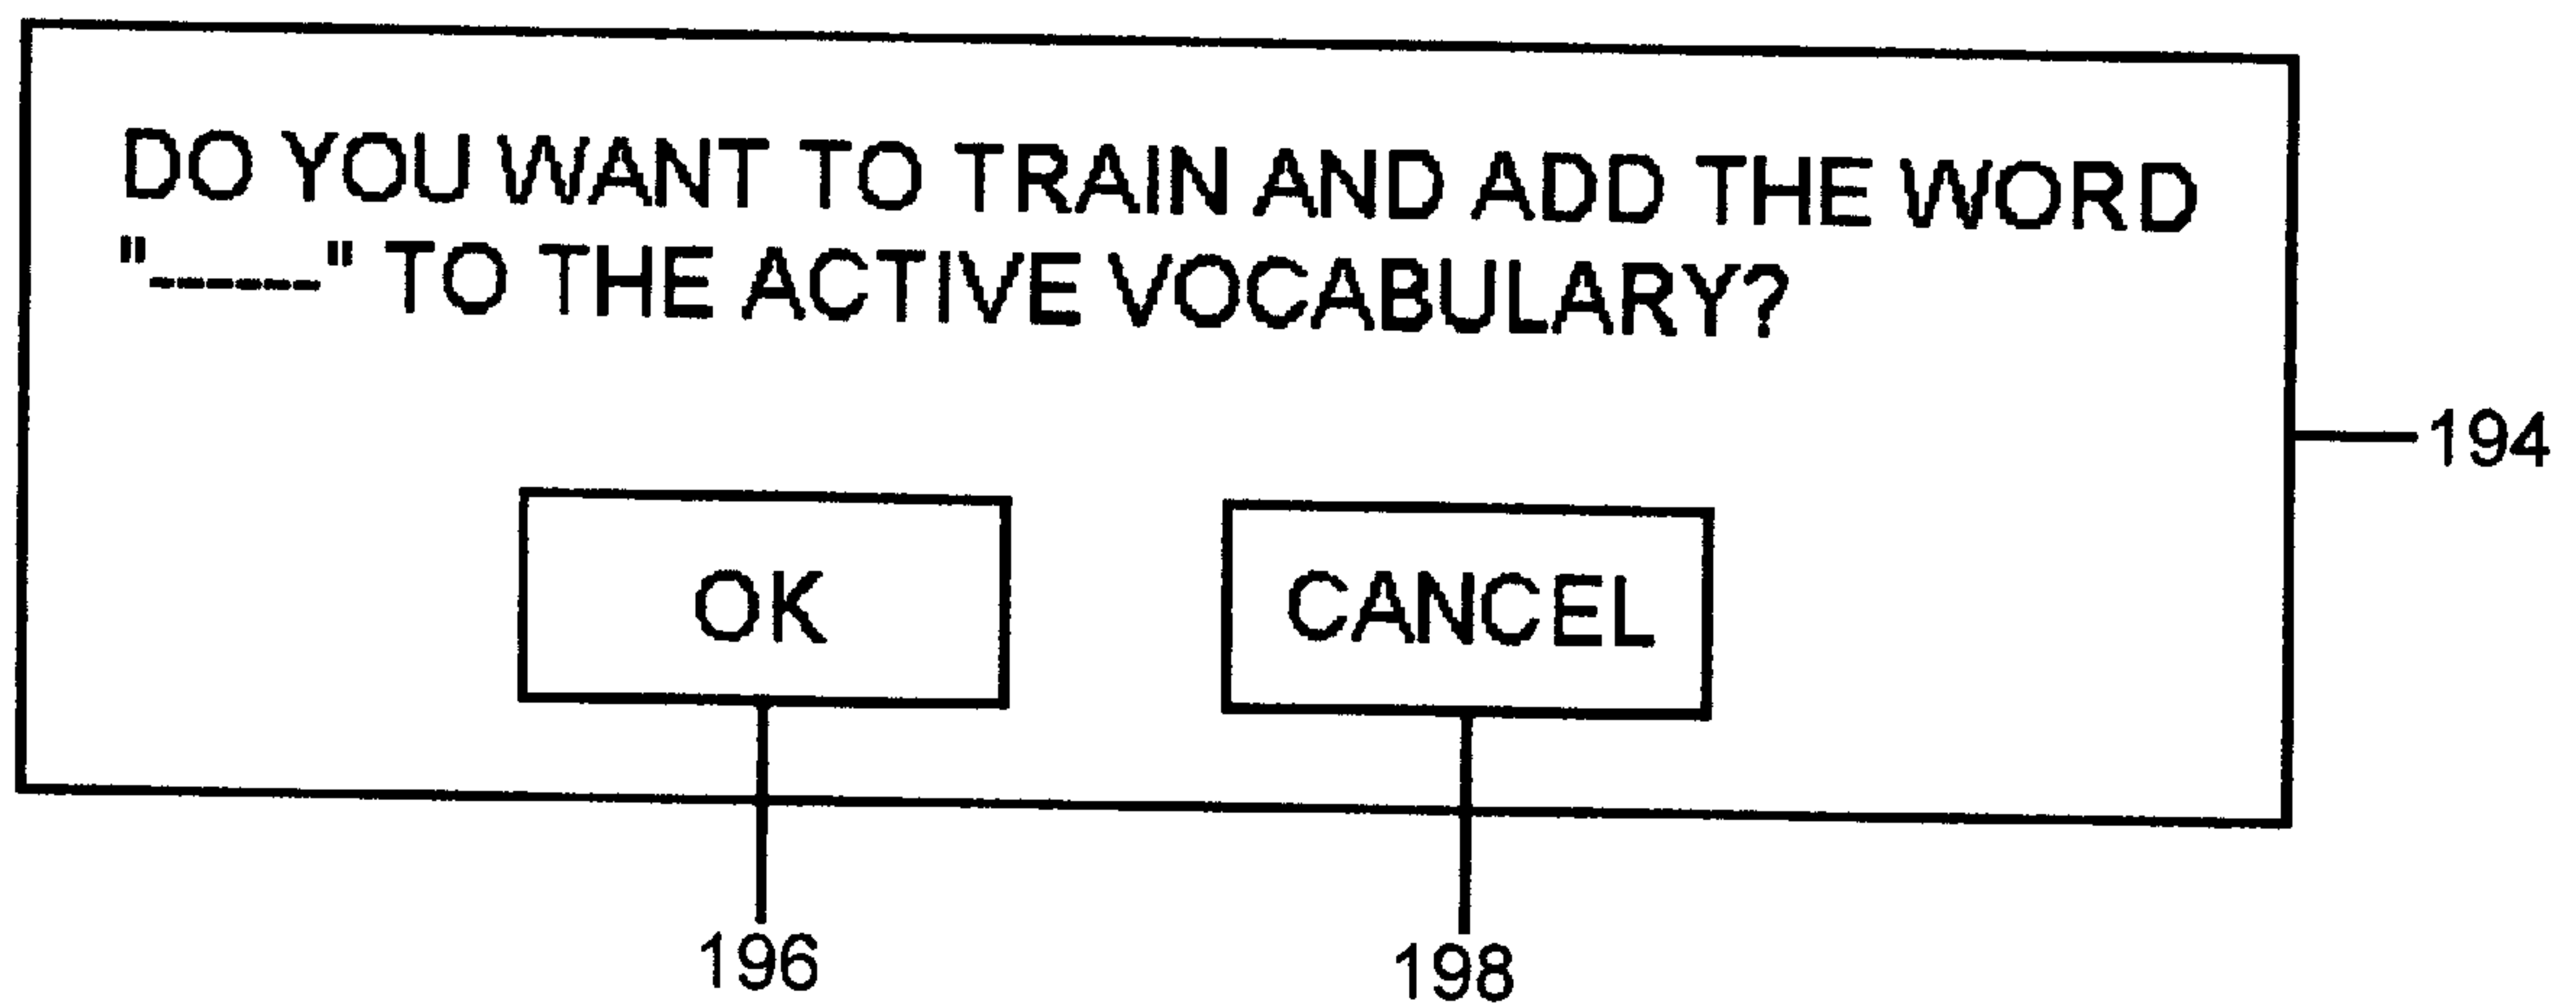 DO YOU WANT TO TRAIN AND ADD THE WORD
"------" TO THE ACTIVE VOCABULARY?
194
OK
CANCEL
196
198